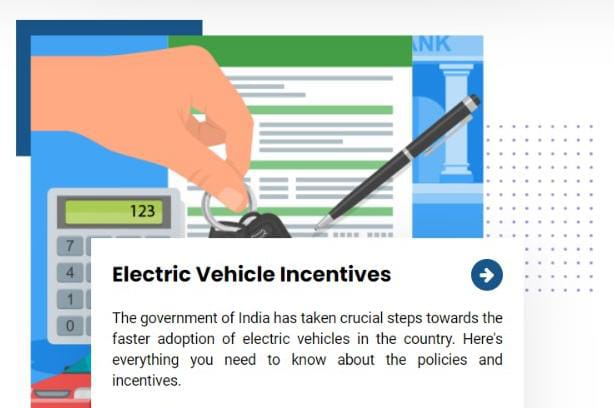 NK
123
7
4
1
0
Electric Vehicle Incentives
The government of India has taken crucial steps towards the
faster adoption of electric vehicles in the country. Here's
everything you need to know about the policies and
incentives.